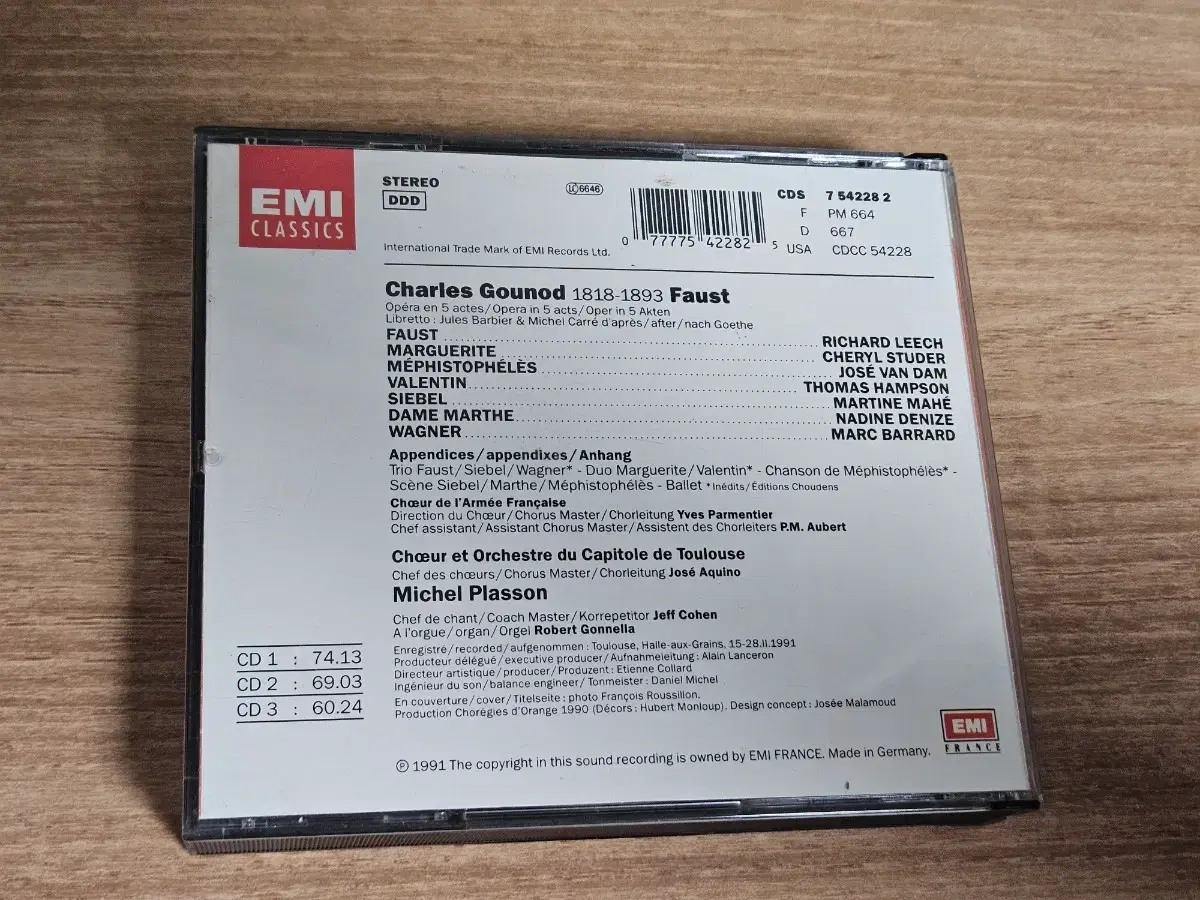 EMI
CLASSICS
STEREO
DDD
LC 6646
International Trade Mark of EMI Records Ltd.
0 77775 42282 5
CDS 7 54228 2
F PM 664
D 667
USA CDCC 54228
Charles Gounod 1818-1893 Faust
Opéra en 5 actes/Opera in 5 acts/Oper in 5 Akten
Libretto : Jules Barbier & Michel Carré d'après/after/nach Goethe
FAUST RICHARD LEECH
MARGUERITE CHERYL STUDER
MÉPHISTOPHÉLÈS JOSÉ VAN DAM
VALENTIN THOMAS HAMPSON
SIEBEL MARTINE MAHÉ
DAME MARTHE NADINE DENIZE
WAGNER MARC BARRARD
Appendices/appendixes/Anhang
Trio Faust/Siebel/Wagner* - Duo Marguerite/Valentin* - Chanson de Méphistophélès* -
Scène Siebel/Marthe/Méphistophélès - Ballet *Inédits/Éditions Choudens
Chœur de l'Armée Française
Direction du Chœur/Chorus Master/Chorleitung Yves Parmentier
Chef assistant/Assistant Chorus Master/Assistent des Chorleiters P.M. Aubert
Chœur et Orchestre du Capitole de Toulouse
Chef des chœurs/Chorus Master/Chorleitung José Aquino
Michel Plasson
Chef de chant/Coach Master/Korrepetitor Jeff Cohen
A l'orgue/organ/Orgel Robert Gonnella
Enregistré/recorded/aufgenommen : Toulouse, Halle-aux-Grains, 15-28.II.1991
Producteur délégué/executive producer/Aufnahmeleitung : Alain Lanceron
Directeur artistique/producer/Produzent : Etienne Collard
Ingénieur du son/balance engineer/Tonmeister : Daniel Michel
En couverture/cover/Titelseite : photo François Roussillon.
Production Chorégies d'Orange 1990 (Décors : Hubert Monloup). Design concept : Josée Malamoud
CD 1 : 74.13
CD 2 : 69.03
CD 3 : 60.24
EMI
FRANCE
℗ 1991 The copyright in this sound recording is owned by EMI FRANCE. Made in Germany.